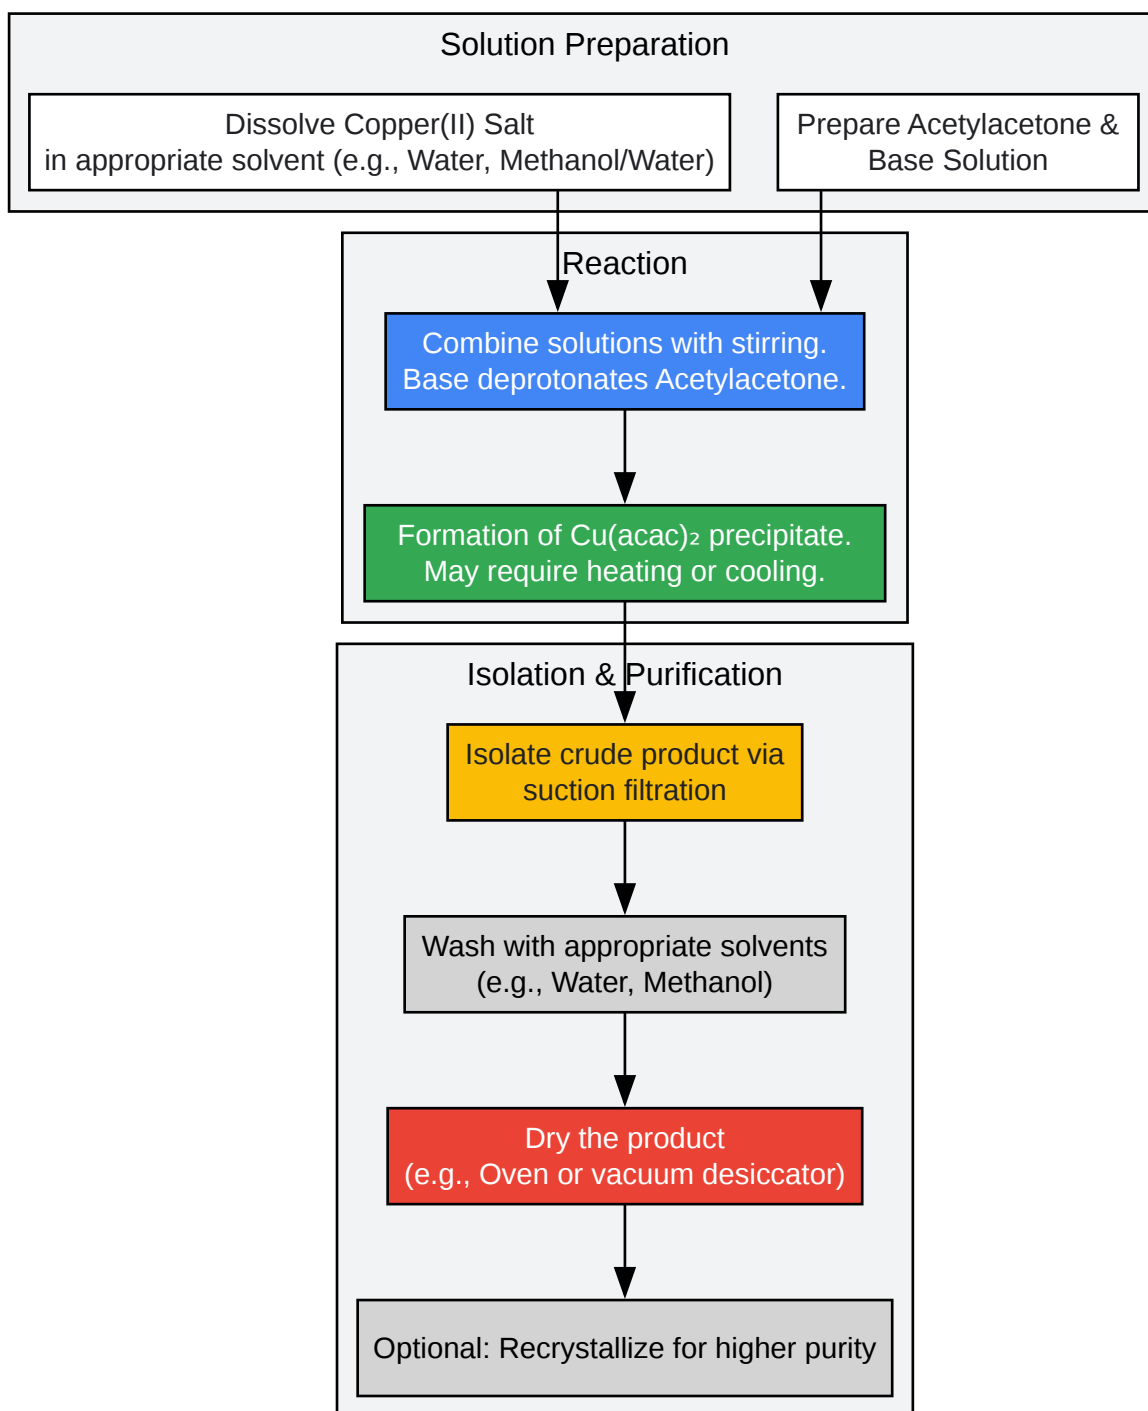 Solution Preparation
Dissolve Copper(II) Salt
in appropriate solvent (e.g., Water, Methanol/Water)
Prepare Acetylacetone &
Base Solution
Reaction
Combine solutions with stirring.
Base deprotonates Acetylacetone.
Formation of Cu(acac)₂ precipitate.
May require heating or cooling.
Isolation & Purification
Isolate crude product via
suction filtration
Wash with appropriate solvents
(e.g., Water, Methanol)
Dry the product
(e.g., Oven or vacuum desiccator)
Optional: Recrystallize for higher purity